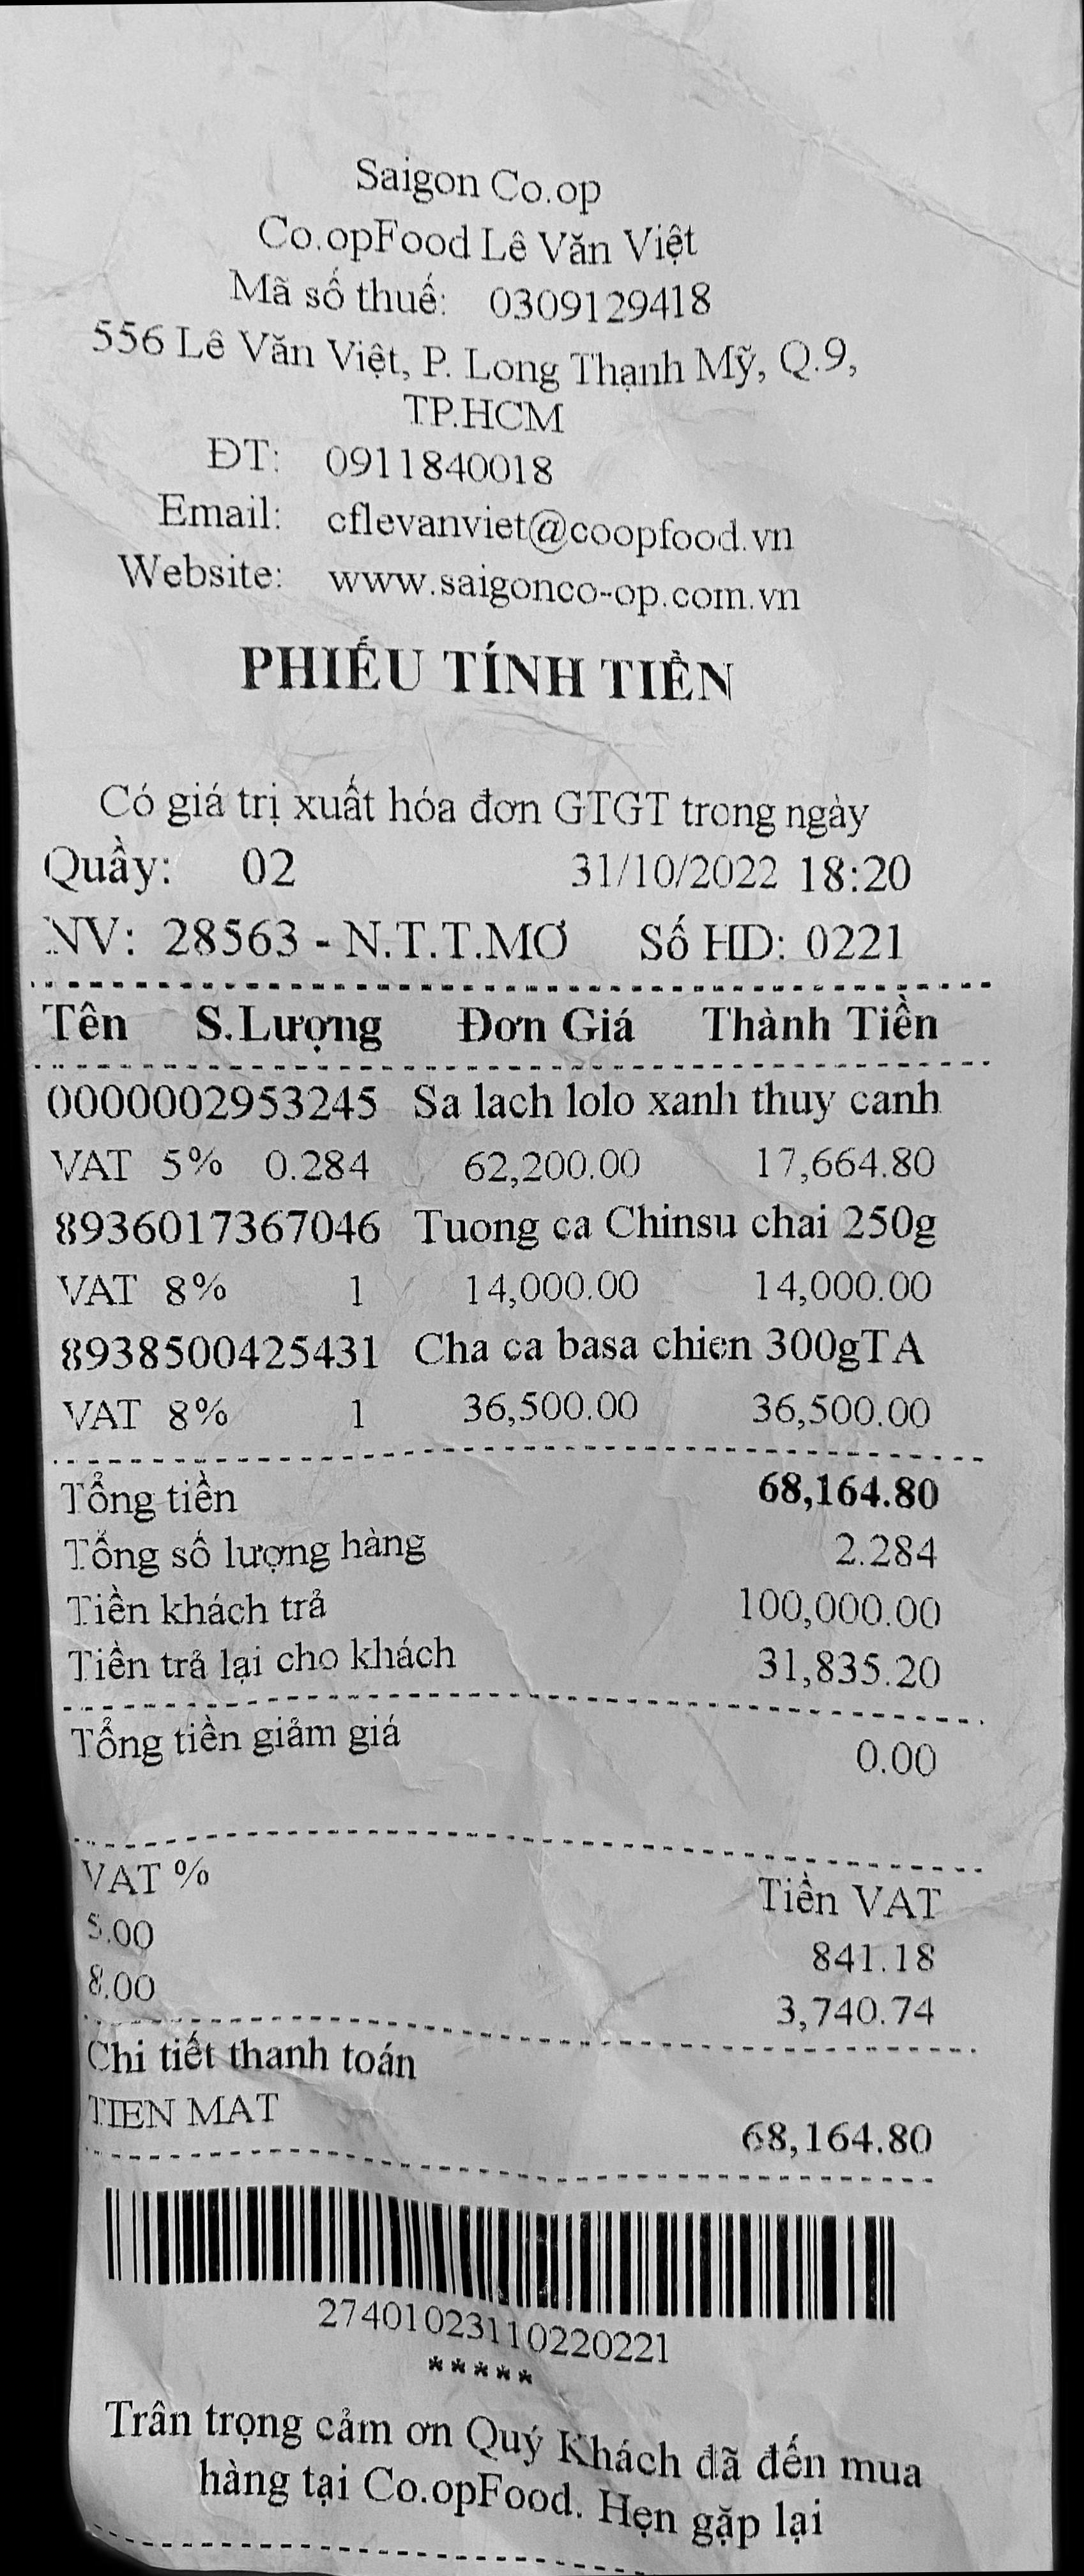 Saigon Co.op
Co.opFood Lê Văn Việt
Mã số thuế: 0309129418
556 Lê Văn Việt, P. Long Thạnh Mỹ, Q.9,
TP.HCM
ĐT: 0911840018
Email: cflevanviet@coopfood.vn
Website: www.saigonco-op.com.vn
PHIẾU TÍNH TIỀN
Có giá trị xuất hóa đơn GTGT trong ngày
Quầy: 02 31/10/2022 18:20
NV: 28563 - N.T.T.MƠ Số HD: 0221
Tên S.Lượng Đơn Giá Thành Tiền
0000002953245 Sa lach lolo xanh thuy canh
VAT 5% 0.284 62,200.00 17,664.80
8936017367046 Tuong ca Chinsu chai 250g
VAT 8% 1 14,000.00 14,000.00
8938500425431 Cha ca basa chien 300gTA
VAT 8% 1 36,500.00 36,500.00
Tổng tiền 68,164.80
Tổng số lượng hàng 2.284
Tiền khách trả 100,000.00
Tiền trả lại cho khách 31,835.20
Tổng tiền giảm giá 0.00
VAT % Tiền VAT
5.00 841.18
8.00 3,740.74
Chi tiết thanh toán
TIEN MAT 68,164.80
27401023110220221
*****
Trân trọng cảm ơn Quý Khách đã đến mua
hàng tại Co.opFood. Hẹn gặp lại